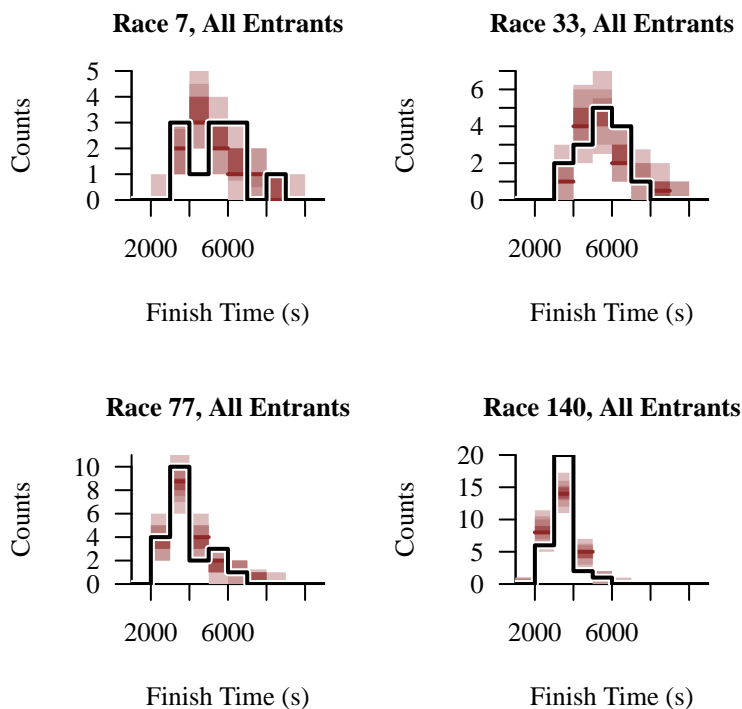 Race 7, All Entrants
Counts
5
4
3
2
1
0
2000 6000
Finish Time (s)
Race 33, All Entrants
Counts
6
4
2
0
2000 6000
Finish Time (s)
Race 77, All Entrants
Counts
10
8
6
4
2
0
2000 6000
Finish Time (s)
Race 140, All Entrants
Counts
20
15
10
5
0
2000 6000
Finish Time (s)